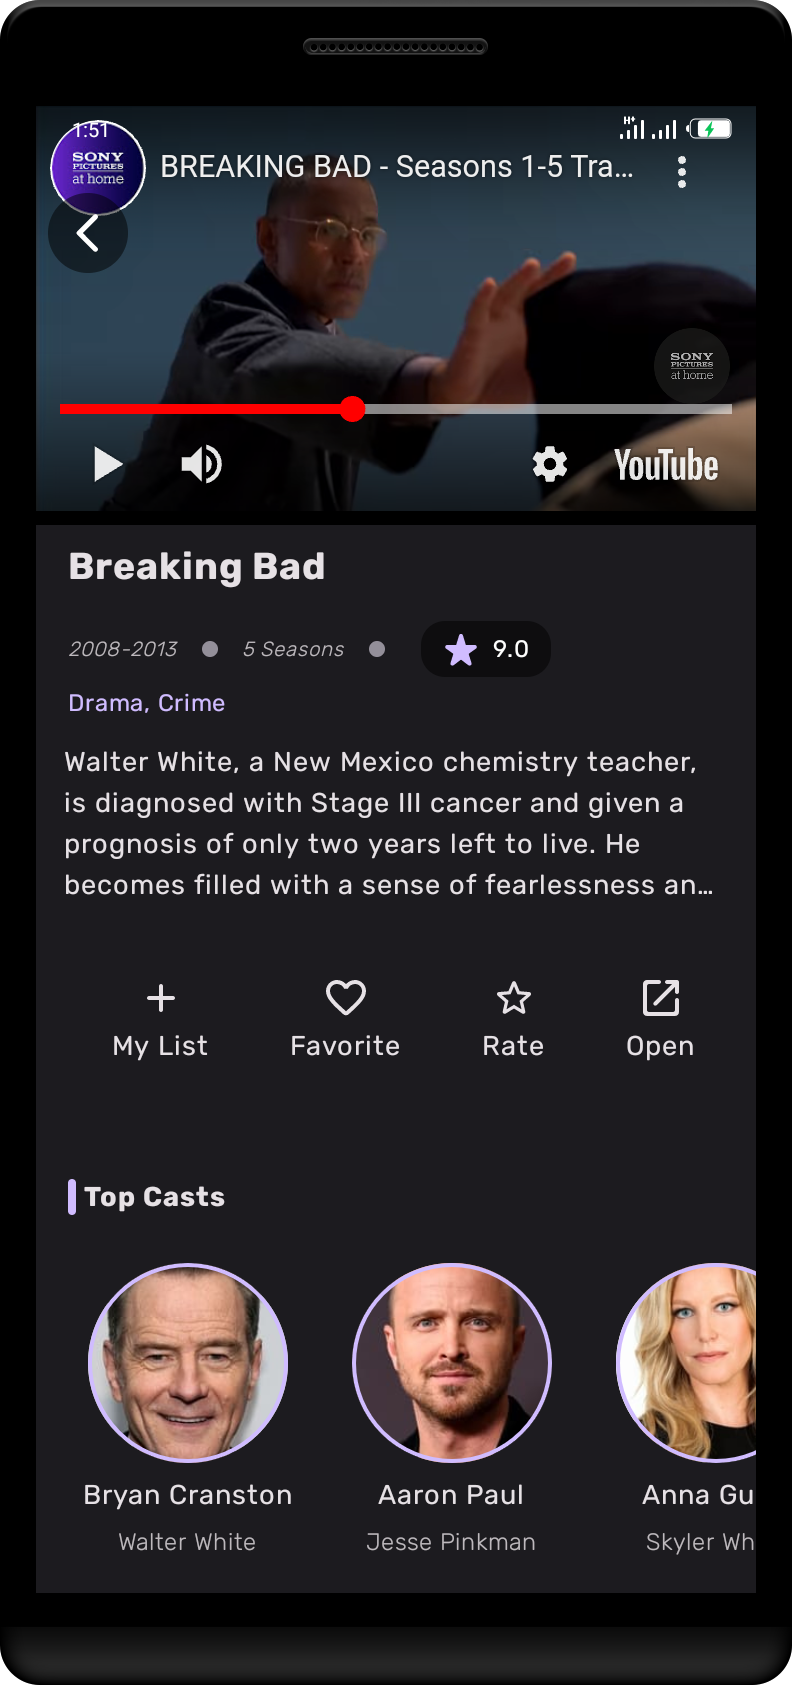 1:51
H+
SONY
PICTURES
at home
BREAKING BAD - Seasons 1-5 Tra...
SONY
PICTURES
at home
YouTube
Breaking Bad
2008-2013 5 Seasons 9.0
Drama, Crime
Walter White, a New Mexico chemistry teacher,
is diagnosed with Stage III cancer and given a
prognosis of only two years left to live. He
becomes filled with a sense of fearlessness an...
My List Favorite Rate Open
Top Casts
Bryan Cranston Aaron Paul Anna Gu
Walter White Jesse Pinkman Skyler Wh